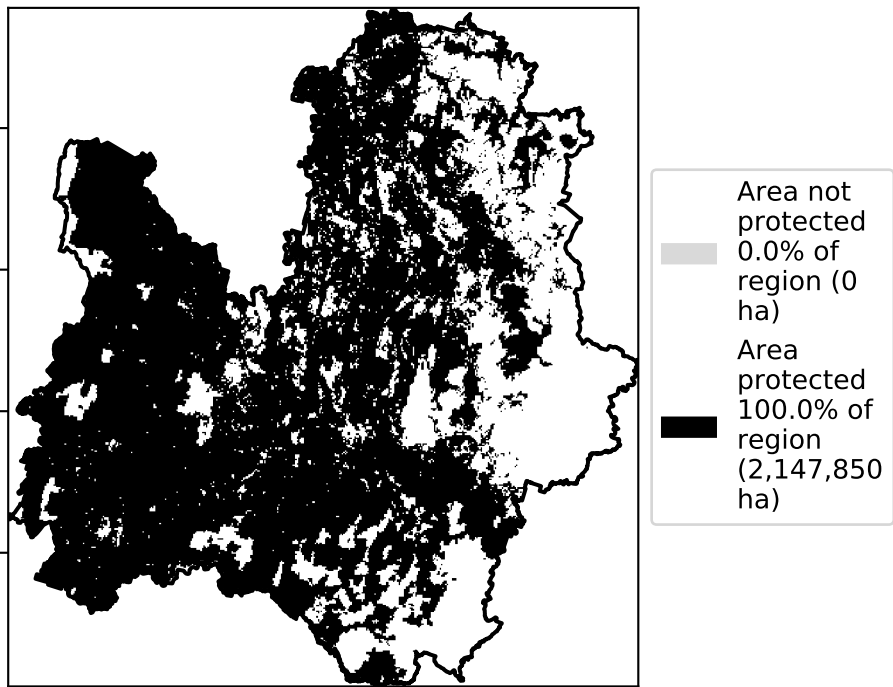 Area not
protected
0.0% of
region (0
ha)
Area
protected
100.0% of
region
(2,147,850
ha)